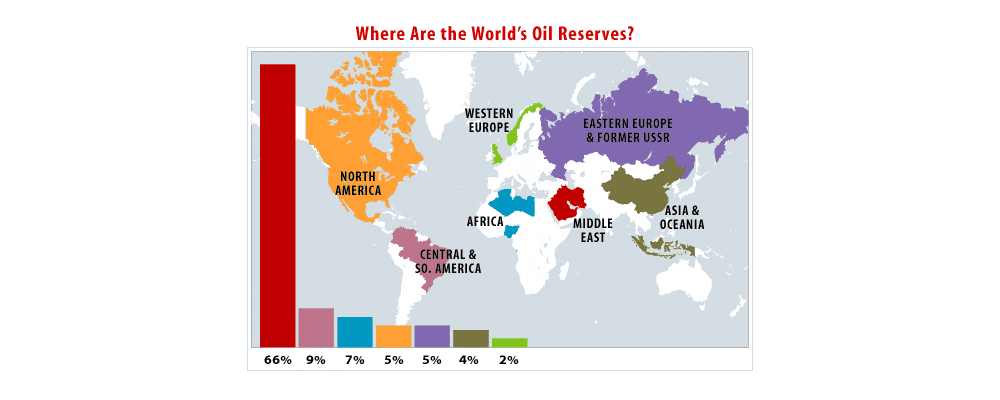 Where Are the World's Oil Reserves?
WESTERN
EUROPE
EASTERN EUROPE
& FORMER USSR
NORTH
AMERICA
AFRICA
MIDDLE
EAST
ASIA &
OCEANIA
CENTRAL &
SO. AMERICA
66% 9% 7% 5% 5% 4% 2%